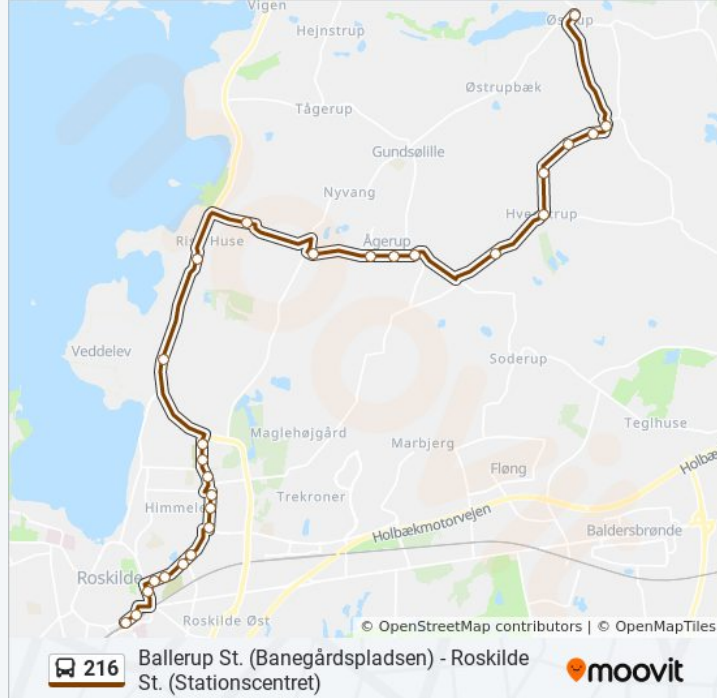 Vigen
Hejnstrup
Østrup
Østrupbæk
Tågerup
Gundsølille
Nyvang
Hvedstrup
Risø Huse
Ågerup
Veddelev
Soderup
Teglhuse
Maglehøjgård
Marbjerg
Fløng
Holbæ
Trekroner
Himmelev
Holbækmotorvejen
Baldersbrønde
Roskilde
Roskilde Øst
© OpenStreetMap contributors | © OpenMapTiles
216
Ballerup St. (Banegårdspladsen) - Roskilde
St. (Stationscentret)
moovit